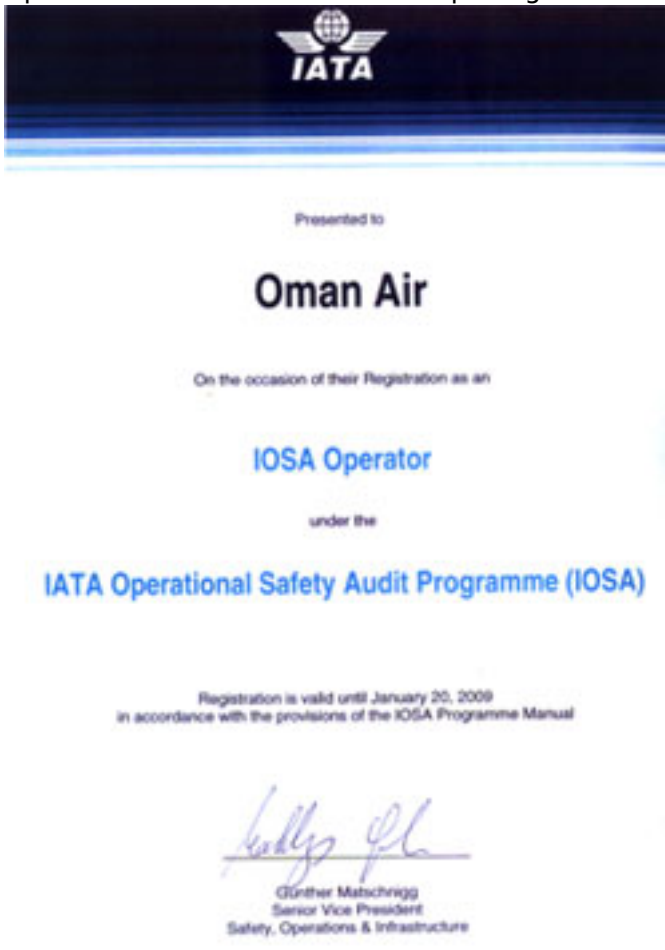 IATA
Presented to
Oman Air
On the occasion of their Registration as an
IOSA Operator
under the
IATA Operational Safety Audit Programme (IOSA)
Registration is valid until January 20, 2009
in accordance with the provisions of the IOSA Programme Manual
Günther Matschnigg
Senior Vice President
Safety, Operations & Infrastructure